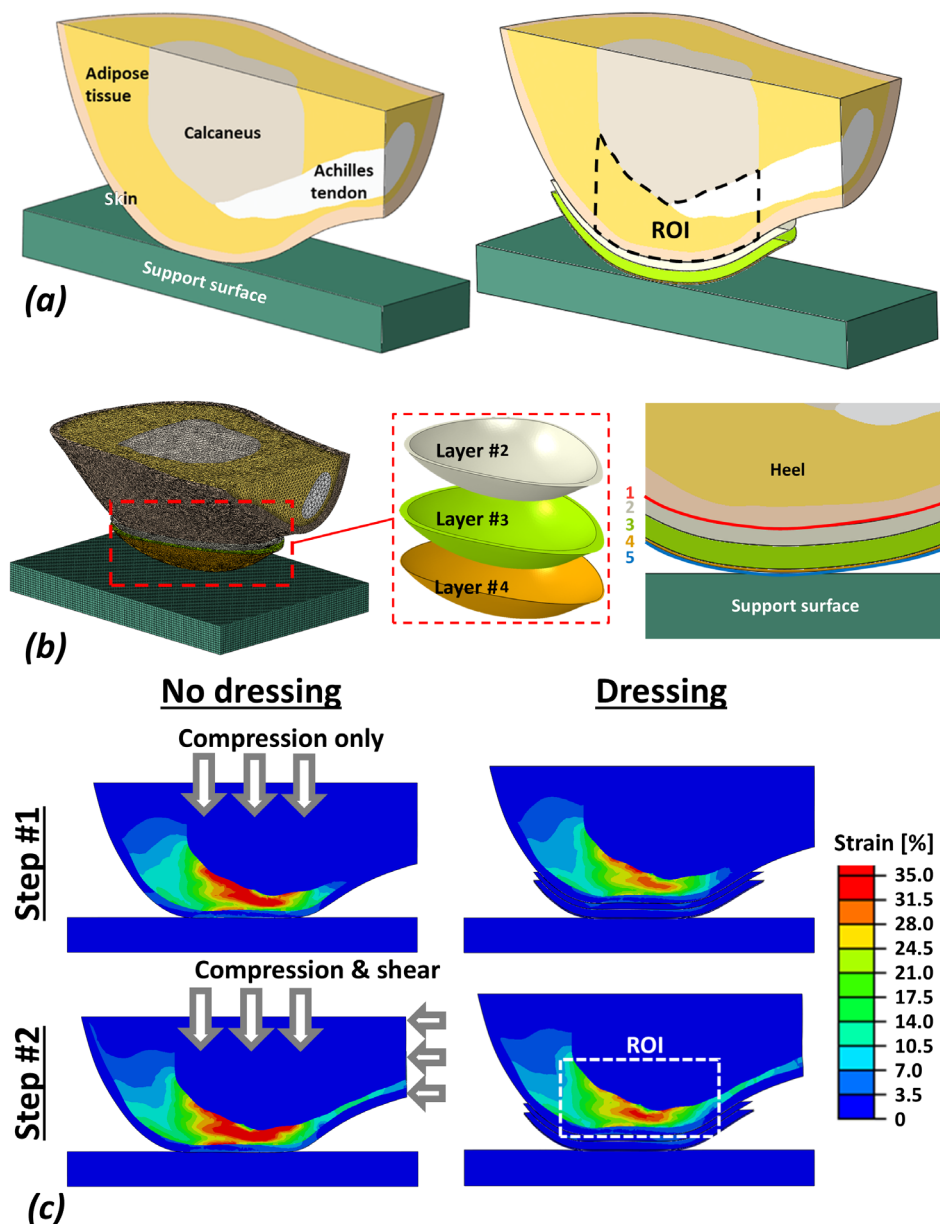 Adipose
tissue
Calcaneus
Achilles
tendon
Skin
Support surface
ROI
(a)
Layer #2
Layer #3
Layer #4
Heel
1
2
3
4
5
Support surface
(b)
No dressing
Dressing
Compression only
Step #1
Strain [%]
35.0
31.5
28.0
24.5
21.0
17.5
14.0
10.5
7.0
3.5
0
Compression & shear
Step #2
ROI
(c)